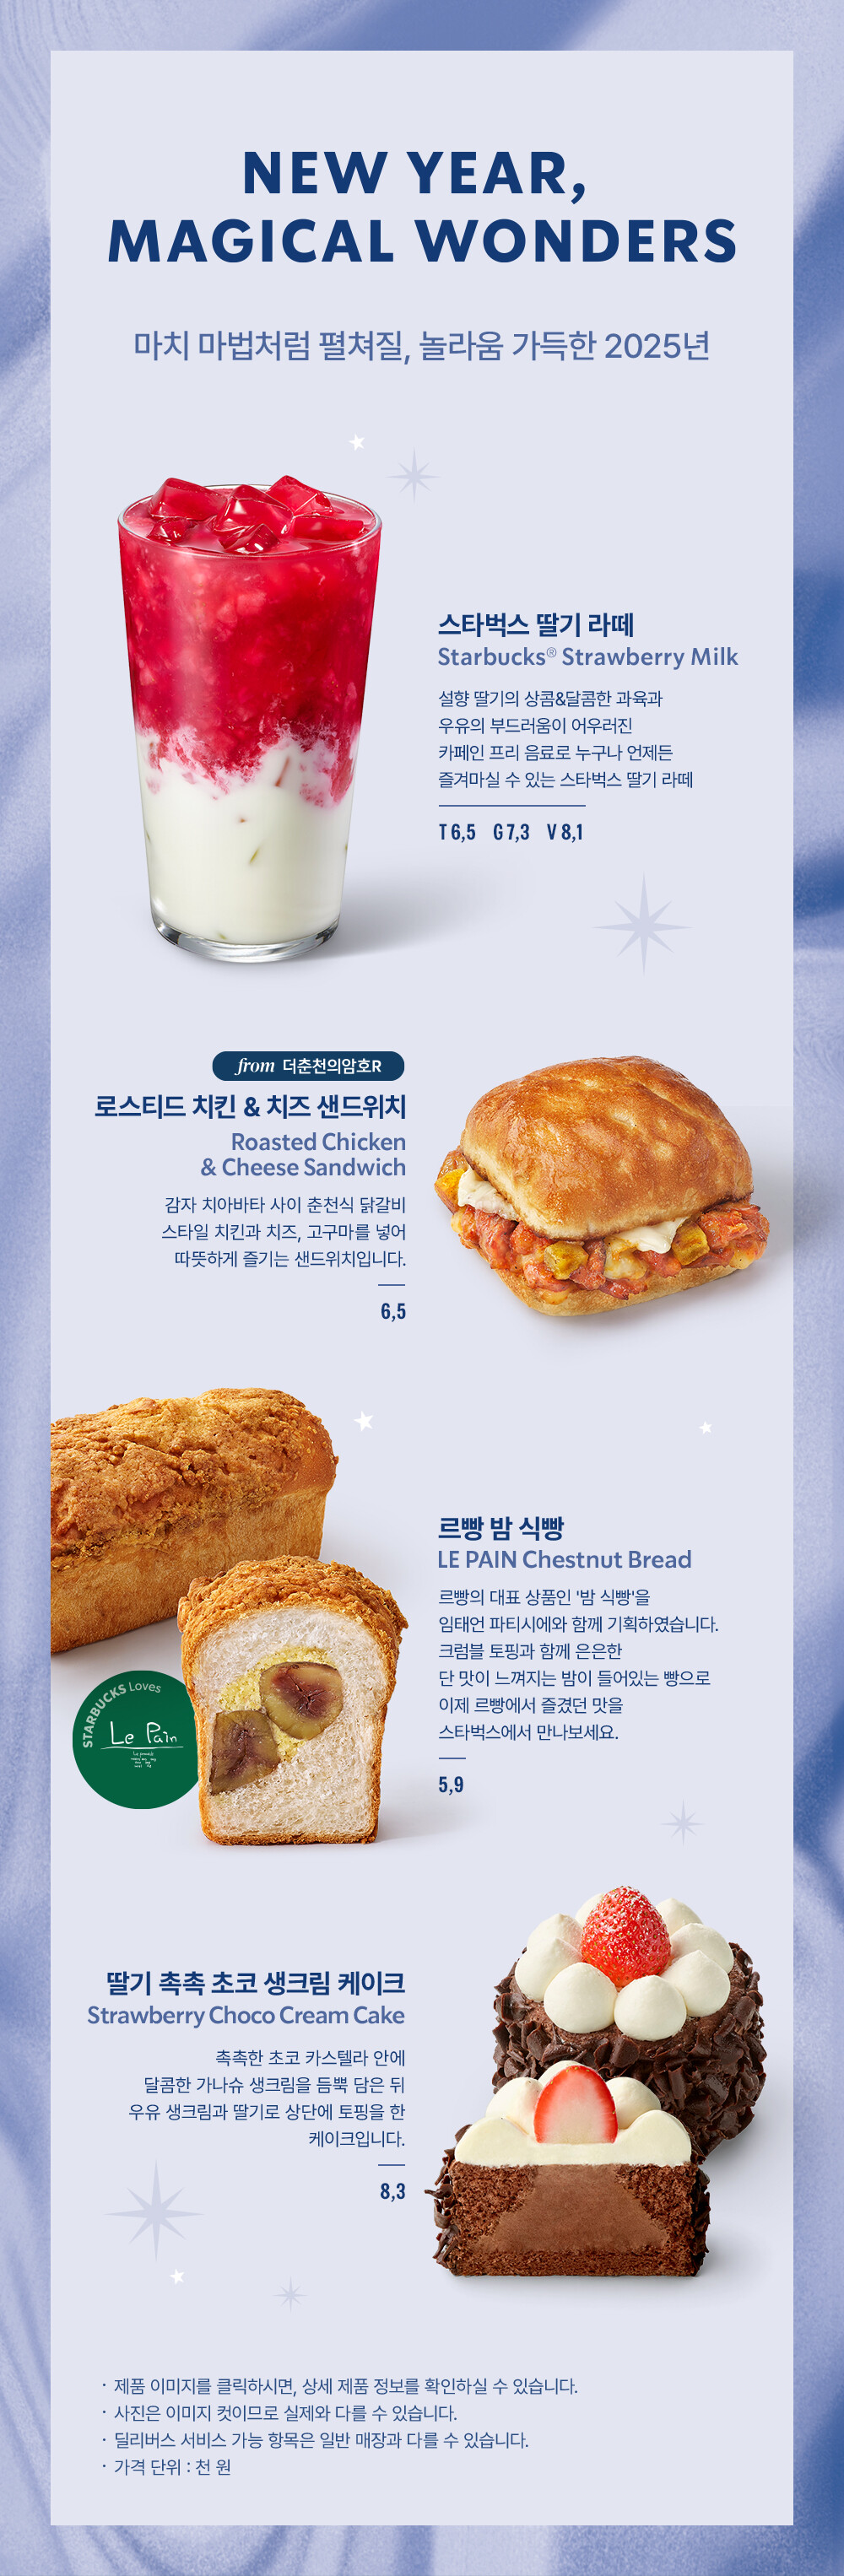 NEW YEAR,
MAGICAL WONDERS
마치 마법처럼 펼쳐질, 놀라움 가득한 2025년
스타벅스 딸기 라떼
Starbucks® Strawberry Milk
설향 딸기의 상콤&달콤한 과육과
우유의 부드러움이 어우러진
카페인 프리 음료로 누구나 언제든
즐겨마실 수 있는 스타벅스 딸기 라떼
T 6,5 G 7,3 V 8,1
from 더춘천의암호R
로스티드 치킨 & 치즈 샌드위치
Roasted Chicken
& Cheese Sandwich
감자 치아바타 사이 춘천식 닭갈비
스타일 치킨과 치즈, 고구마를 넣어
따뜻하게 즐기는 샌드위치입니다.
6,5
르빵 밤 식빵
LE PAIN Chestnut Bread
르빵의 대표 상품인 '밤 식빵'을
임태언 파티시에와 함께 기획하였습니다.
크럼블 토핑과 함께 은은한
단 맛이 느껴지는 밤이 들어있는 빵으로
이제 르빵에서 즐겼던 맛을
스타벅스에서 만나보세요.
5,9
STARBUCKS Loves
Le Pain
딸기 촉촉 초코 생크림 케이크
Strawberry Choco Cream Cake
촉촉한 초코 카스텔라 안에
달콤한 가나슈 생크림을 듬뿍 담은 뒤
우유 생크림과 딸기로 상단에 토핑을 한
케이크입니다.
8,3
· 제품 이미지를 클릭하시면, 상세 제품 정보를 확인하실 수 있습니다.
· 사진은 이미지 컷이므로 실제와 다를 수 있습니다.
· 딜리버스 서비스 가능 항목은 일반 매장과 다를 수 있습니다.
· 가격 단위 : 천 원